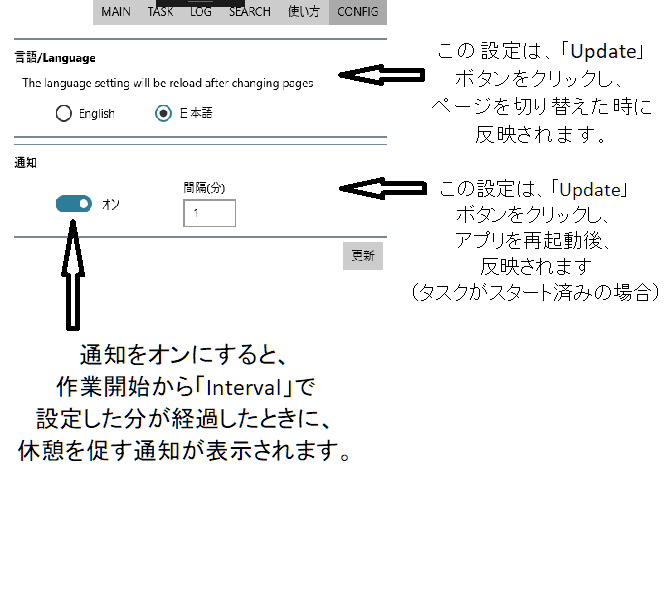 MAIN TASK LOG SEARCH 使い方 CONFIG
言語/Language
The language setting will be reload after changing pages
English 日本語
この設定は、「Update」
ボタンをクリックし、
ページを切り替えた時に
反映されます。
通知
オン
間隔(分)
1
更新
この設定は、「Update」
ボタンをクリックし、
アプリを再起動後、
反映されます
(タスクがスタート済みの場合)
通知をオンにすると、
作業開始から「Interval」で
設定した分が経過したときに、
休憩を促す通知が表示されます。